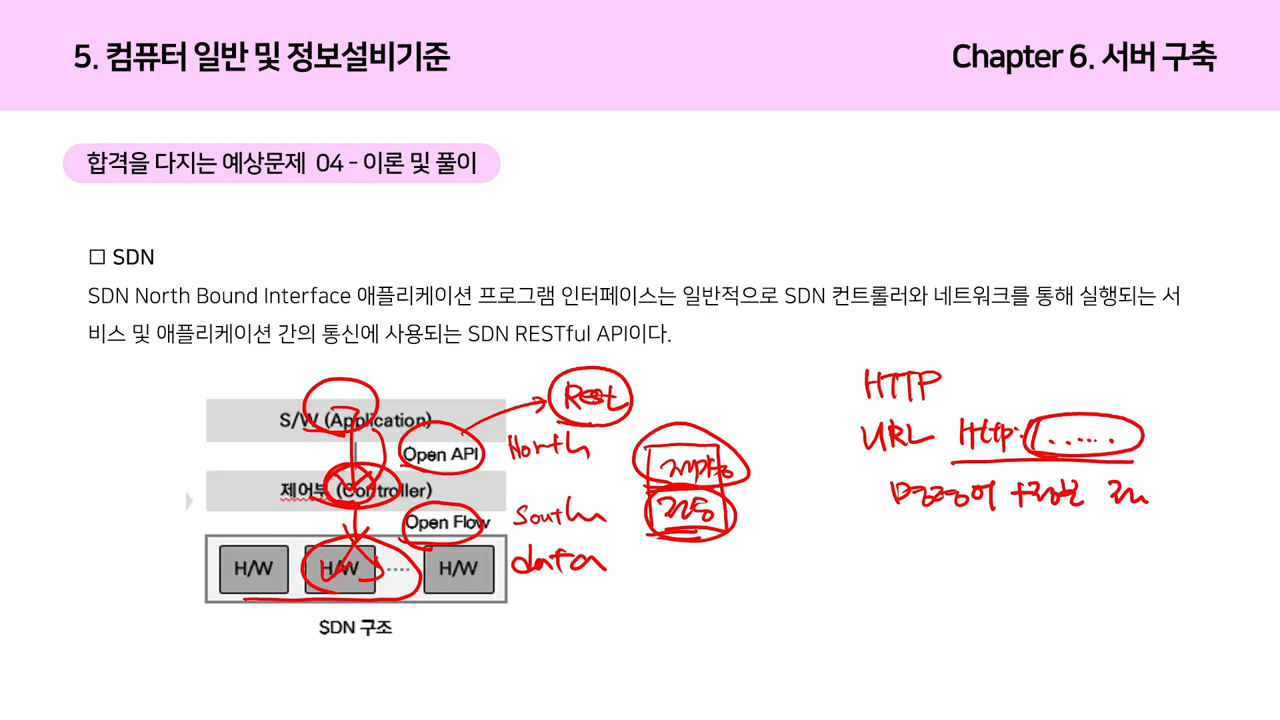 5. 컴퓨터 일반 및 정보설비기준
Chapter 6. 서버 구축
합격을 다지는 예상문제 04 - 이론 및 풀이
□ SDN
SDN North Bound Interface 애플리케이션 프로그램 인터페이스는 일반적으로 SDN 컨트롤러와 네트워크를 통해 실행되는 서
비스 및 애플리케이션 간의 통신에 사용되는 SDN RESTful API이다.
S/W (Application)
Open API
North
Rest
제어부 (Controller)
Open Flow
South
H/W
H/W
....
H/W
data
SDN 구조
HTTP
URL Http:
명령어 +정보